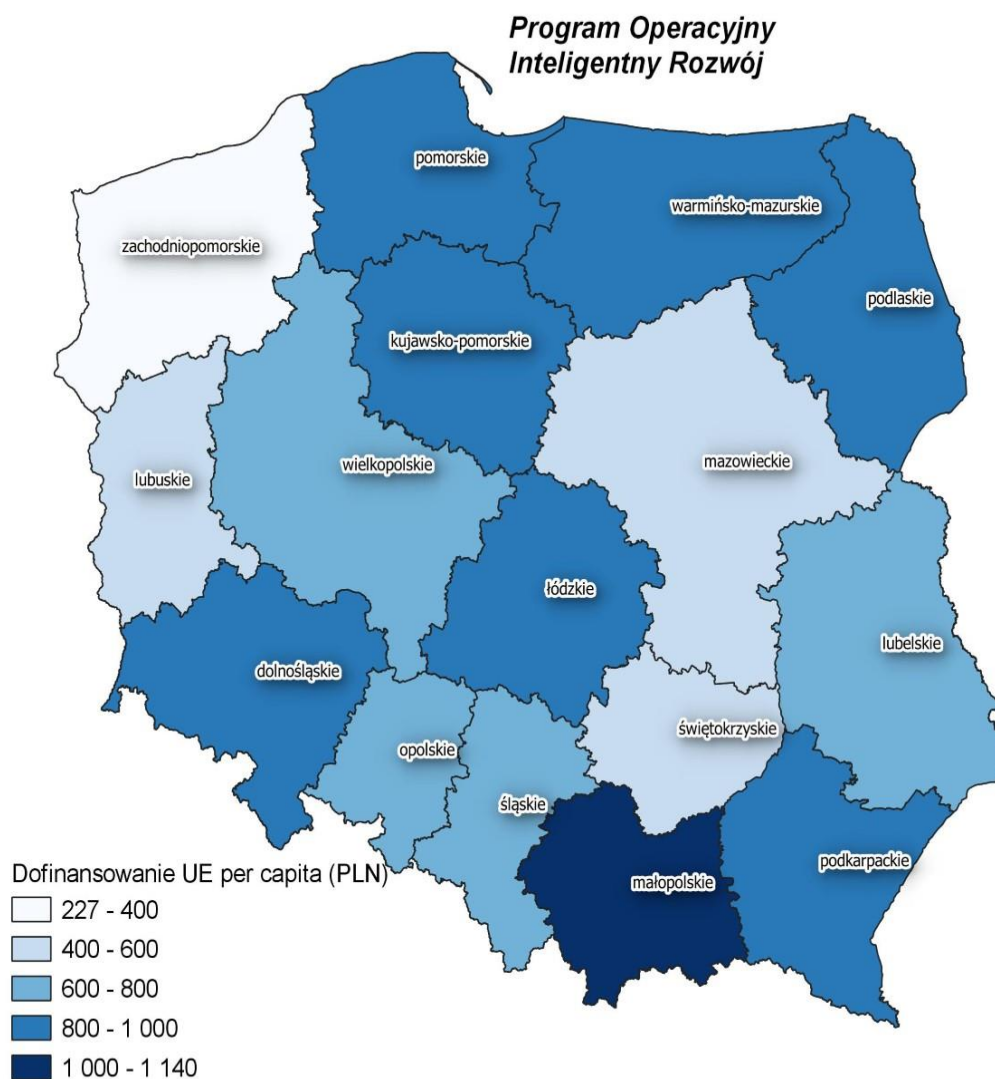 Program Operacyjny
Inteligentny Rozwój
pomorskie
warmińsko-mazurskie
zachodniopomorskie
podlaskie
kujawsko-pomorskie
wielkopolskie
mazowieckie
lubuskie
łódzkie
lubelskie
dolnośląskie
świętokrzyskie
opolskie
śląskie
podkarpackie
małopolskie
Dofinansowanie UE per capita (PLN)
227 - 400
400 - 600
600 - 800
800 - 1 000
1 000 - 1 140